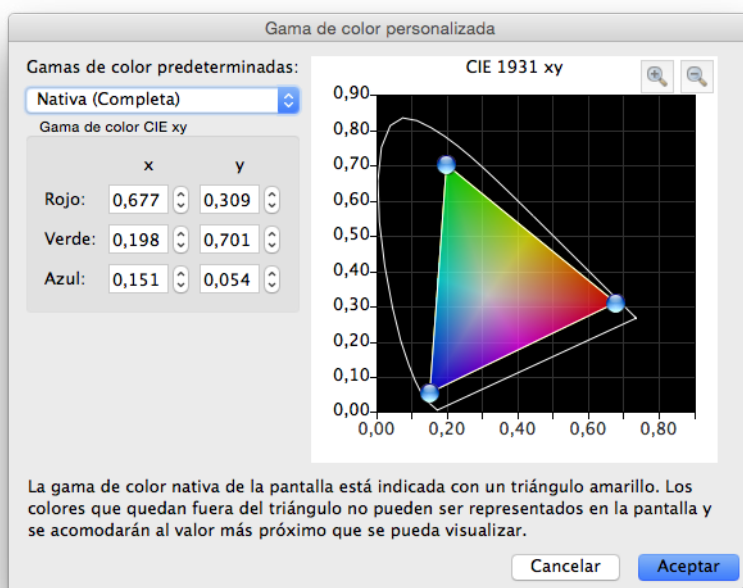 Gama de color personalizada
Gamas de color predeterminadas:
Nativa (Completa)
Gama de color CIE xy
x y
Rojo: 0,677 0,309
Verde: 0,198 0,701
Azul: 0,151 0,054
CIE 1931 xy
0,90
0,80
0,70
0,60
0,50
0,40
0,30
0,20
0,10
0,00
0,00 0,20 0,40 0,60 0,80
La gama de color nativa de la pantalla está indicada con un triángulo amarillo. Los
colores que quedan fuera del triángulo no pueden ser representados en la pantalla y
se acomodarán al valor más próximo que se pueda visualizar.
Cancelar Aceptar